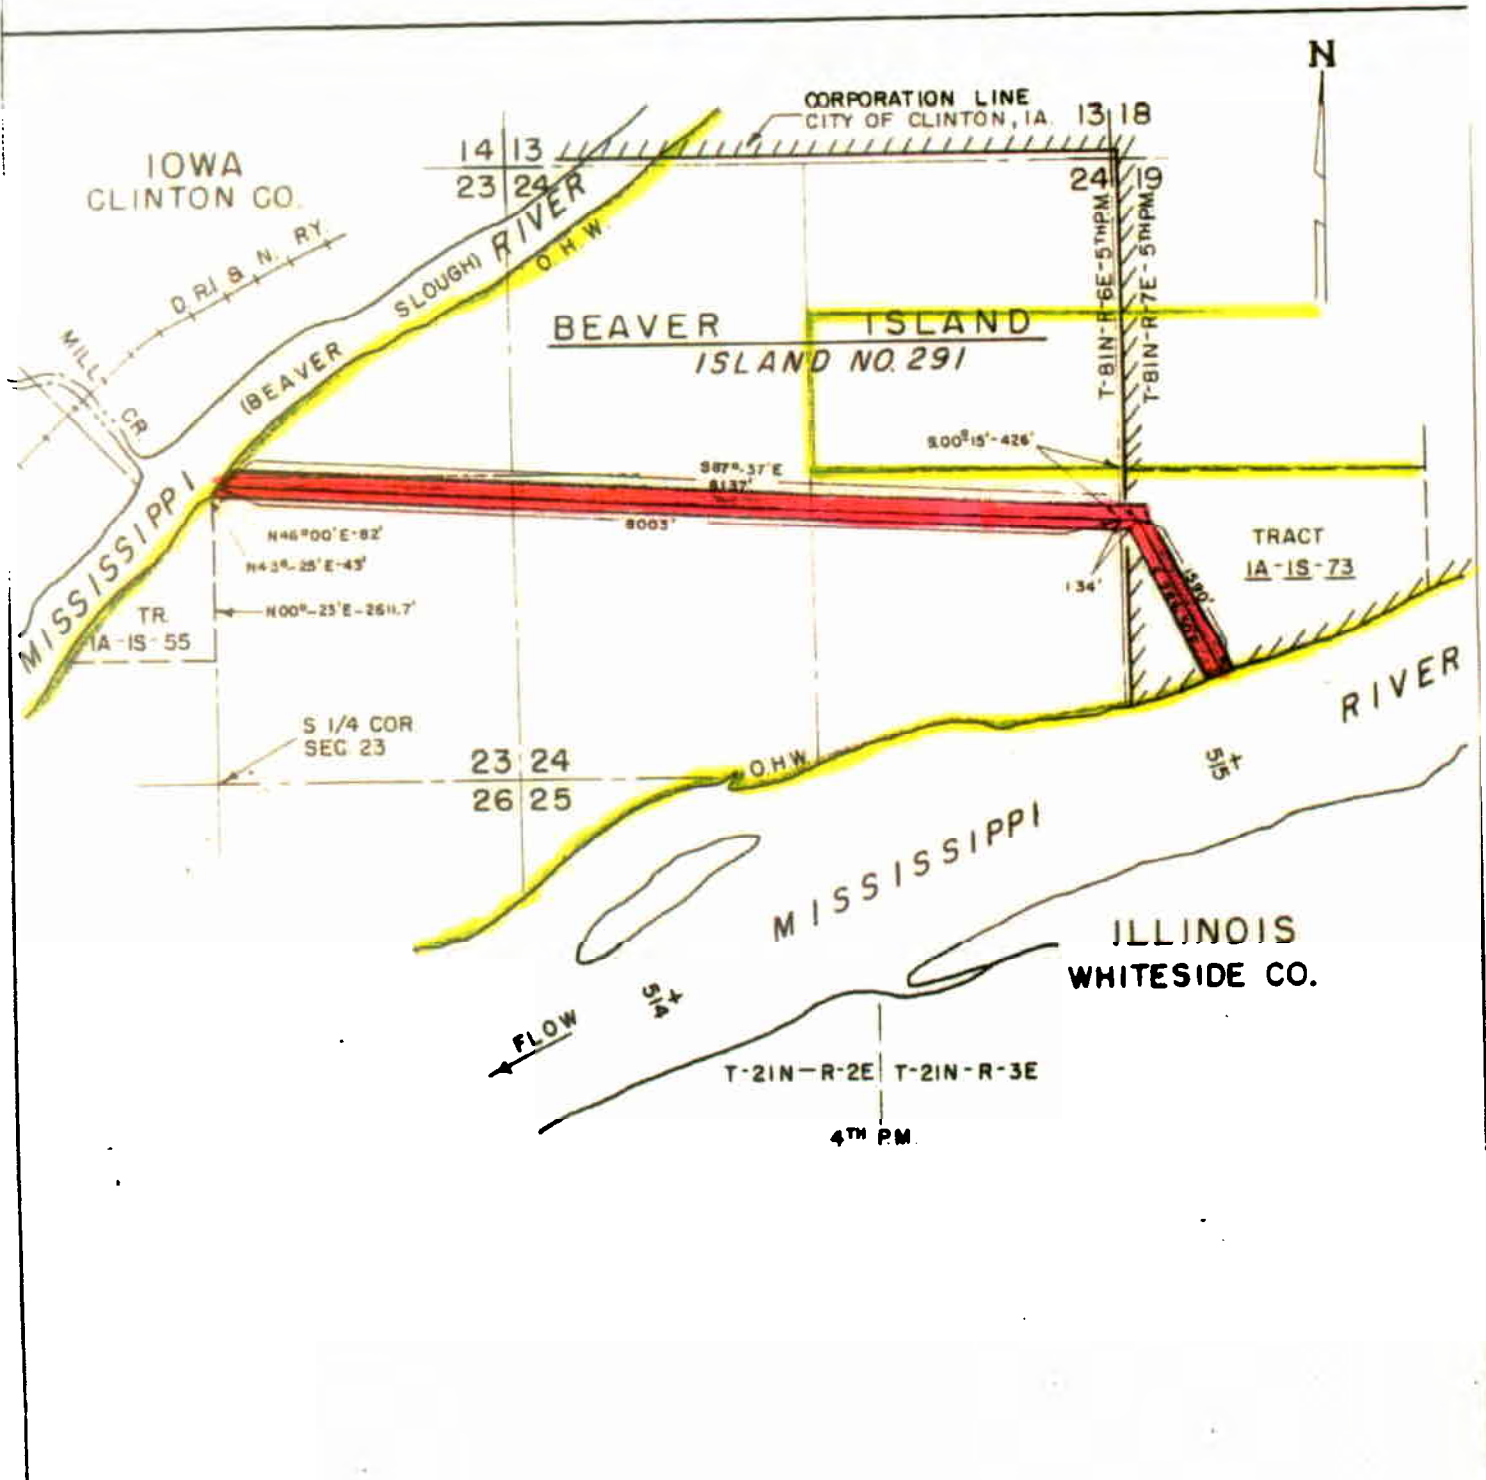 N
CORPORATION LINE
CITY OF CLINTON, IA.
13 18
24 19
14 13
23 24
IOWA
CLINTON CO.
D.R.I & N. RY.
MILL CR.
MISSISSIPPI
(BEAVER SLOUGH)
RIVER
O.H.W.
BEAVER ISLAND
ISLAND NO. 291
T-81N-R-6E-5TH PM
T-81N-R-7E-5TH PM
S.00°15'-426'
S87°-37'E
8137'
8003'
N46°00'E-82'
N43°-25'E-43'
N00°-23'E-2611.7'
134'
1590'
TRACT
IA-IS-73
TR.
IA-IS-55
S 1/4 COR
SEC 23
23 24
26 25
O.H.W.
RIVER
MISSISSIPPI
515+
514+
FLOW
ILLINOIS
WHITESIDE CO.
T-21N-R-2E T-21N-R-3E
4TH P.M.